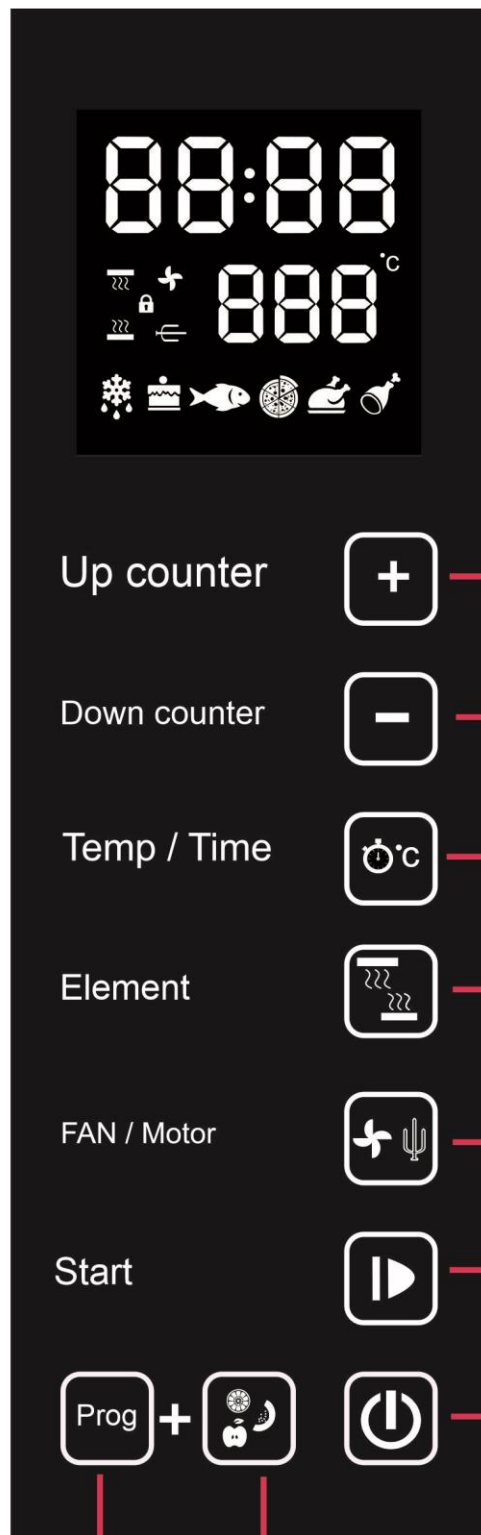 88:88
888°C
Up counter +
Down counter -
Temp / Time °C
Element
FAN / Motor
Start
Prog +